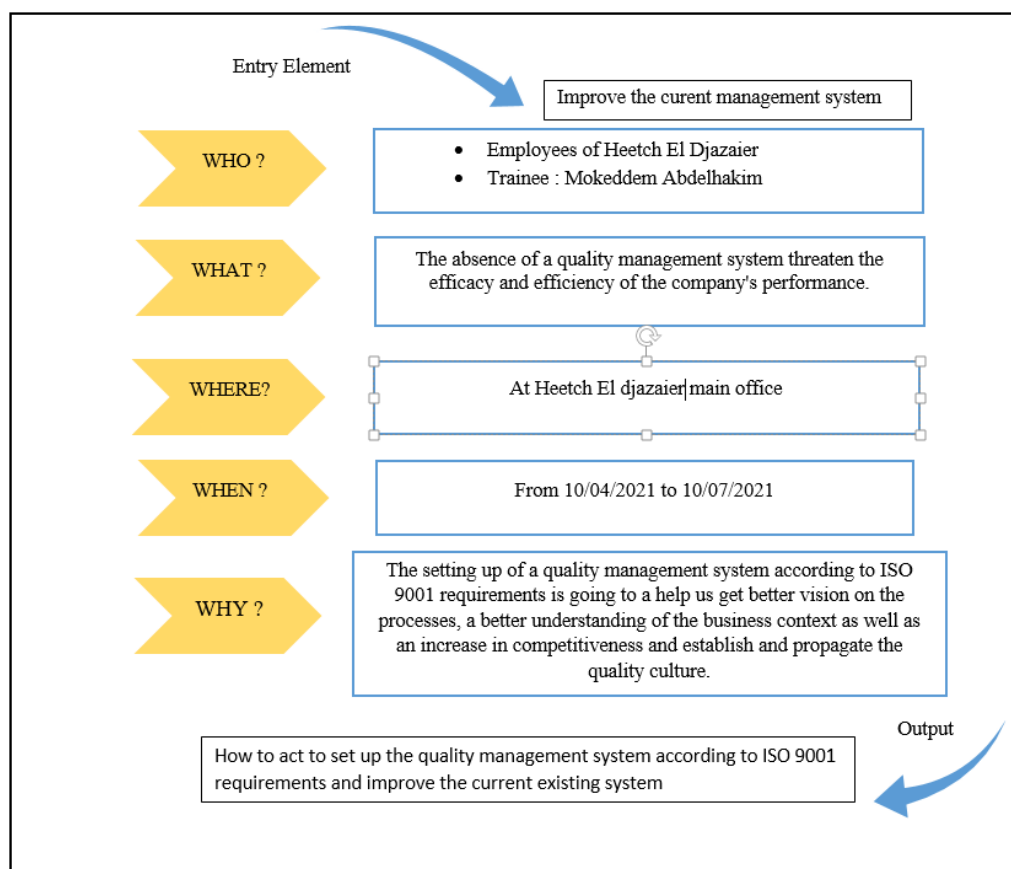 Entry Element
Improve the curent management system
WHO ?
• Employees of Heetch El Djazaier
• Trainee : Mokeddem Abdelhakim
WHAT ?
The absence of a quality management system threaten the
efficacy and efficiency of the company's performance.
WHERE?
At Heetch El djazaier main office
WHEN ?
From 10/04/2021 to 10/07/2021
WHY ?
The setting up of a quality management system according to ISO
9001 requirements is going to a help us get better vision on the
processes, a better understanding of the business context as well as
an increase in competitiveness and establish and propagate the
quality culture.
Output
How to act to set up the quality management system according to ISO 9001
requirements and improve the current existing system